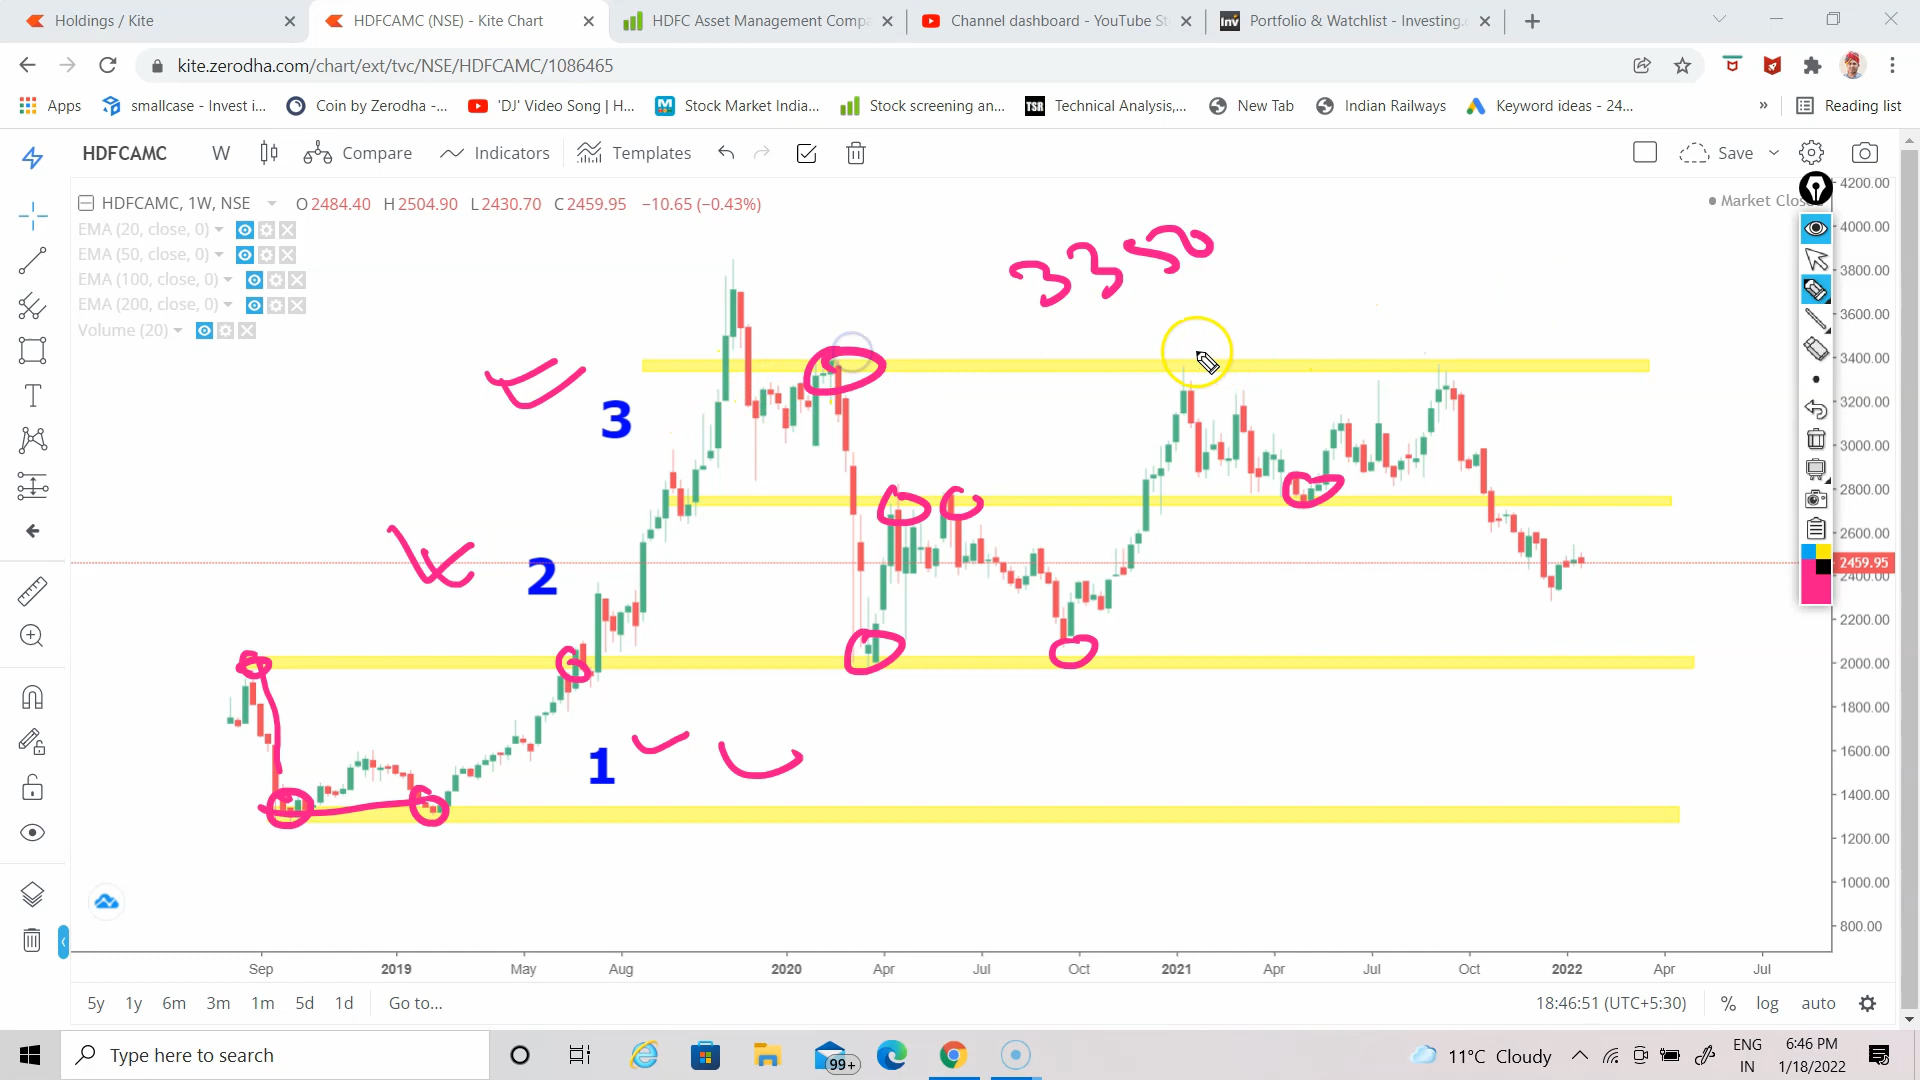 Holdings / Kite
HDFCAMC (NSE) - Kite Chart
HDFC Asset Management Compa
Channel dashboard - YouTube St
Portfolio & Watchlist - Investing.
kite.zerodha.com/chart/ext/tvc/NSE/HDFCAMC/1086465
Apps
smallcase - Invest i...
Coin by Zerodha -...
'DJ' Video Song | H...
Stock Market India...
Stock screening an...
TSR
Technical Analysis,...
New Tab
Indian Railways
Keyword ideas - 24...
»
Reading list
HDFCAMC
W
Compare
Indicators
Templates
Save
HDFCAMC, 1W, NSE
O2484.40 H2504.90 L2430.70 C2459.95 −10.65 (−0.43%)
Market Clos
EMA (20, close, 0)
EMA (50, close, 0)
EMA (100, close, 0)
EMA (200, close, 0)
Volume (20)
3350
3
2
1
4200.00
4000.00
3800.00
3600.00
3400.00
3200.00
3000.00
2800.00
2600.00
2459.95
2400.00
2200.00
2000.00
1800.00
1600.00
1400.00
1200.00
1000.00
800.00
Sep 2019 May Aug 2020 Apr Jul Oct 2021 Apr Jul Oct 2022 Apr Jul
5y 1y 6m 3m 1m 5d 1d Go to...
18:46:51 (UTC+5:30) % log auto
Type here to search
99+
11°C Cloudy
ENG
IN
6:46 PM
1/18/2022